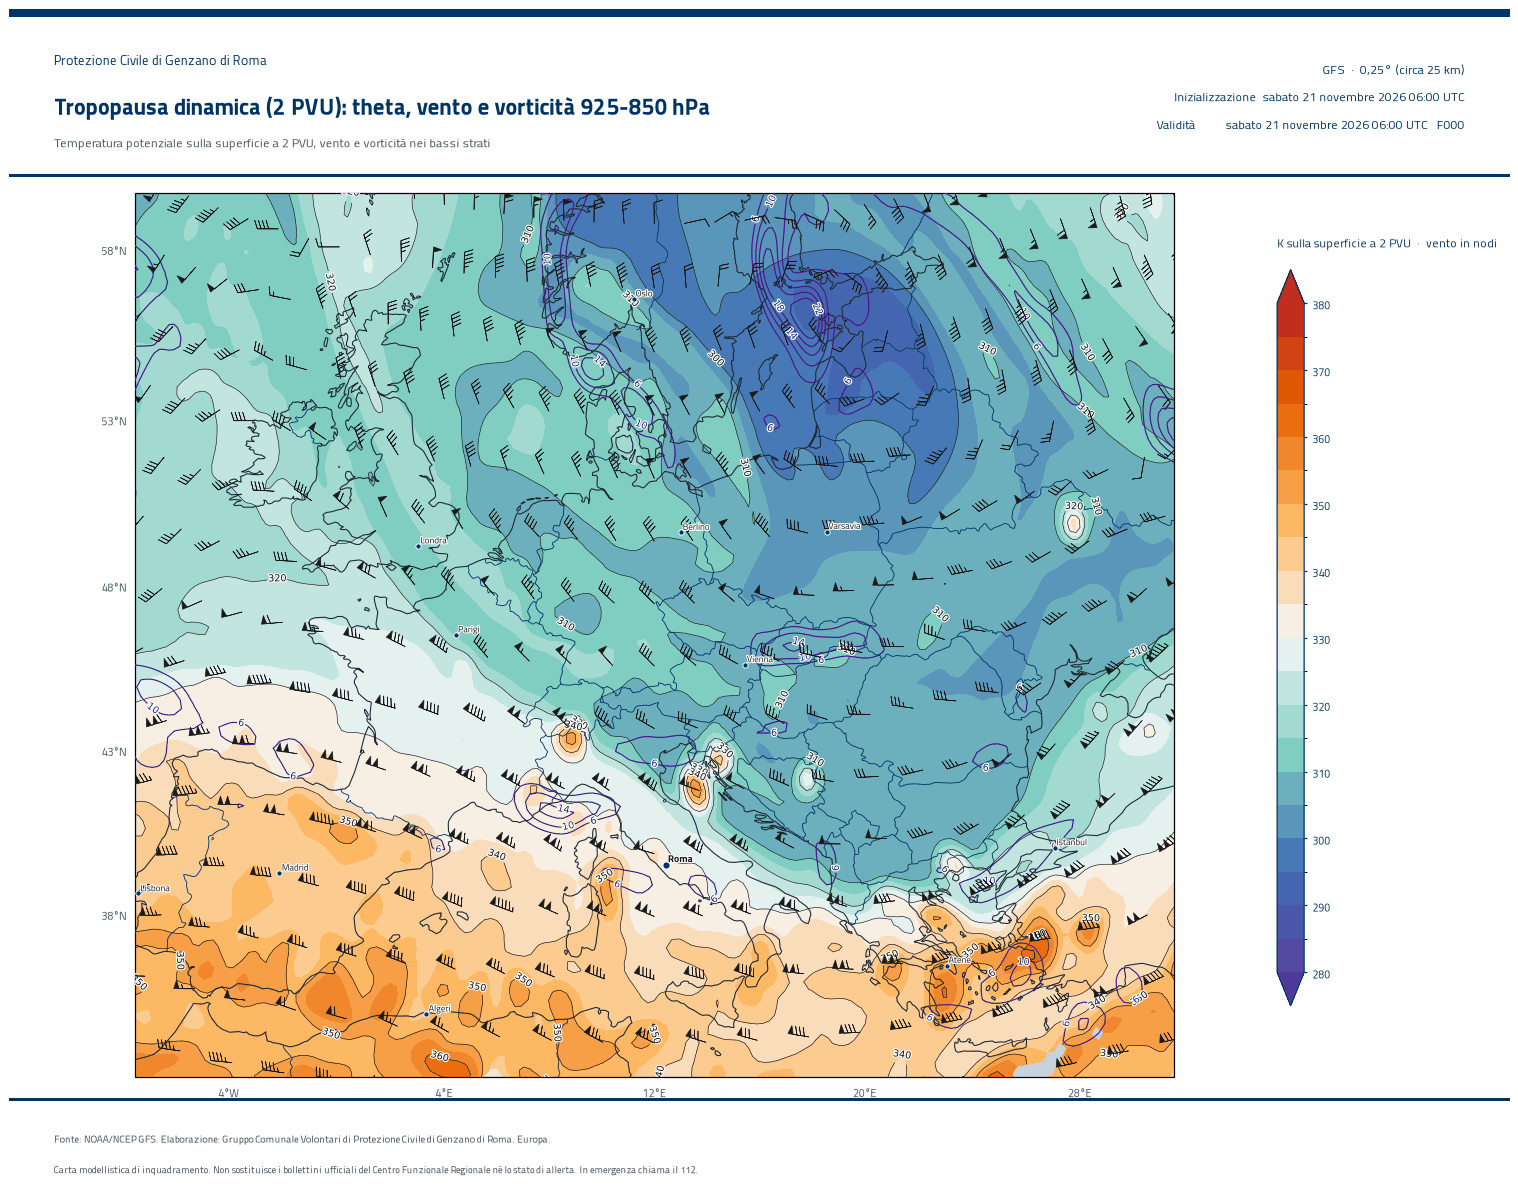 Protezione Civile di Genzano di Roma
Tropopausa dinamica (2 PVU): theta, vento e vorticità 925-850 hPa
Temperatura potenziale sulla superficie a 2 PVU, vento e vorticità nei bassi strati
GFS · 0,25° (circa 25 km)
Inizializzazione sabato 21 novembre 2026 06:00 UTC
Validità sabato 21 novembre 2026 06:00 UTC F000
K sulla superficie a 2 PVU · vento in nodi
380
370
360
350
340
330
320
310
300
290
280
58°N
53°N
48°N
43°N
38°N
4°W
4°E
12°E
20°E
28°E
Oslo
Berlino
Varsavia
Londra
Parigi
Vienna
Roma
Madrid
Lisbona
Algeri
Atene
Istanbul
Fonte: NOAA/NCEP GFS. Elaborazione: Gruppo Comunale Volontari di Protezione Civile di Genzano di Roma. Europa.
Carta modellistica di inquadramento. Non sostituisce i bollettini ufficiali del Centro Funzionale Regionale né lo stato di allerta. In emergenza chiama il 112.